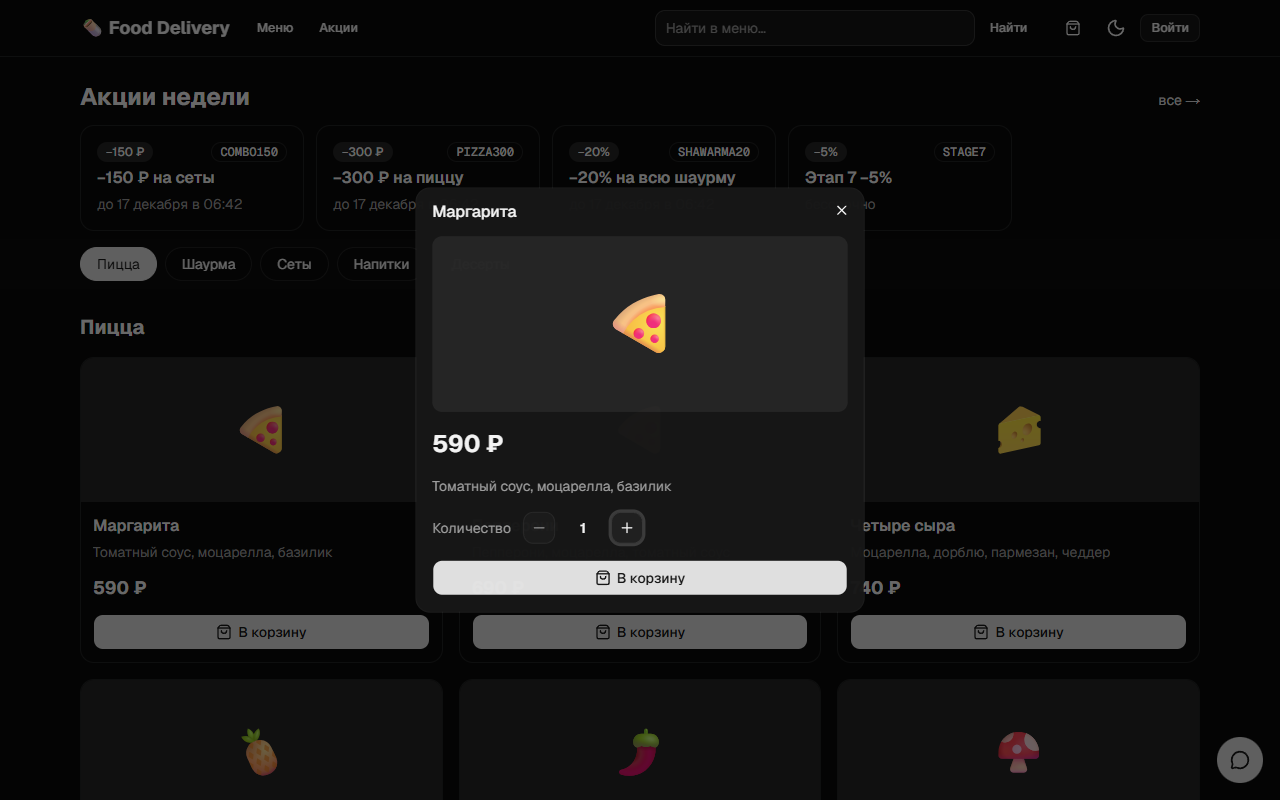 Food Delivery
Меню
Акции
Найти в меню…
Найти
Войти
Акции недели
все →
−150 ₽
COMBO150
−150 ₽ на сеты
до 17 декабря в 06:42
−300 ₽
PIZZA300
−300 ₽ на пиццу
до 17 декабр
−20%
SHAWARMA20
−20% на всю шаурму
−5%
STAGE7
Этап 7 −5%
но
Пицца
Шаурма
Сеты
Напитки
Пицца
Маргарита
590 ₽
Томатный соус, моцарелла, базилик
Количество
−
1
+
В корзину
Маргарита
Томатный соус, моцарелла, базилик
590 ₽
В корзину
В корзину
етыре сыра
оцарелла, дорблю, пармезан, чеддер
40 ₽
В корзину